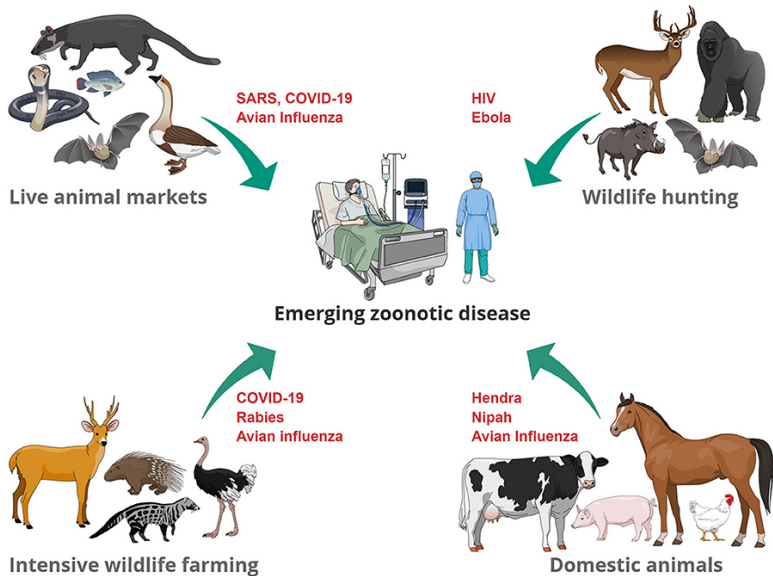 SARS, COVID-19
Avian Influenza
HIV
Ebola
Live animal markets
Wildlife hunting
Emerging zoonotic disease
COVID-19
Rabies
Avian influenza
Hendra
Nipah
Avian Influenza
Intensive wildlife farming
Domestic animals